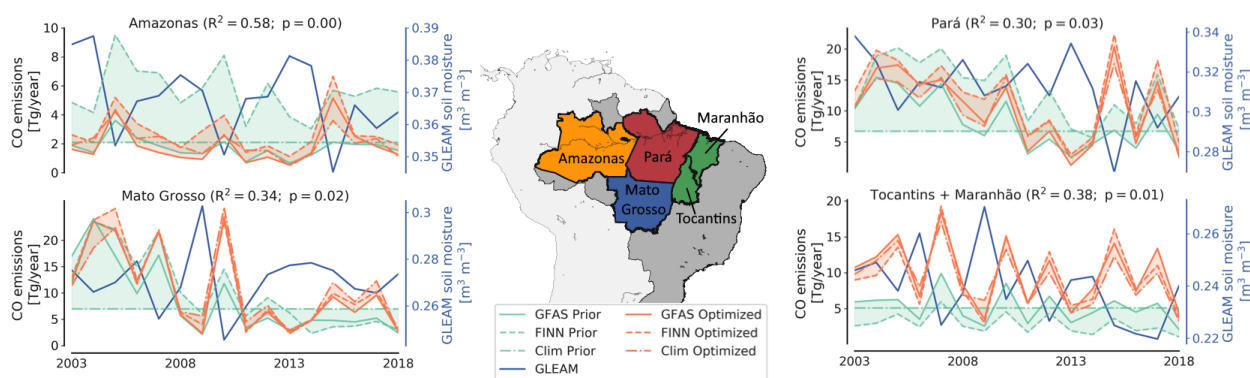 Amazonas (R² = 0.58; p = 0.00)
CO emissions
[Tg/year]
10
8
6
4
2
0
0.39
0.38
0.37
0.36
0.35
GLEAM soil moisture
[m³ m⁻³]
Mato Grosso (R² = 0.34; p = 0.02)
CO emissions
[Tg/year]
20
15
10
5
0
0.3
0.28
0.26
GLEAM soil moisture
[m³ m⁻³]
2003
2008
2013
2018
Maranhão
Amazonas
Pará
Mato
Grosso
Tocantins
GFAS Prior
FINN Prior
Clim Prior
GLEAM
GFAS Optimized
FINN Optimized
Clim Optimized
Pará (R² = 0.30; p = 0.03)
CO emissions
[Tg/year]
20
15
10
5
0
0.34
0.32
0.3
0.28
GLEAM soil moisture
[m³ m⁻³]
Tocantins + Maranhão (R² = 0.38; p = 0.01)
CO emissions
[Tg/year]
20
15
10
5
0.26
0.24
0.22
GLEAM soil moisture
[m³ m⁻³]
2003
2008
2013
2018